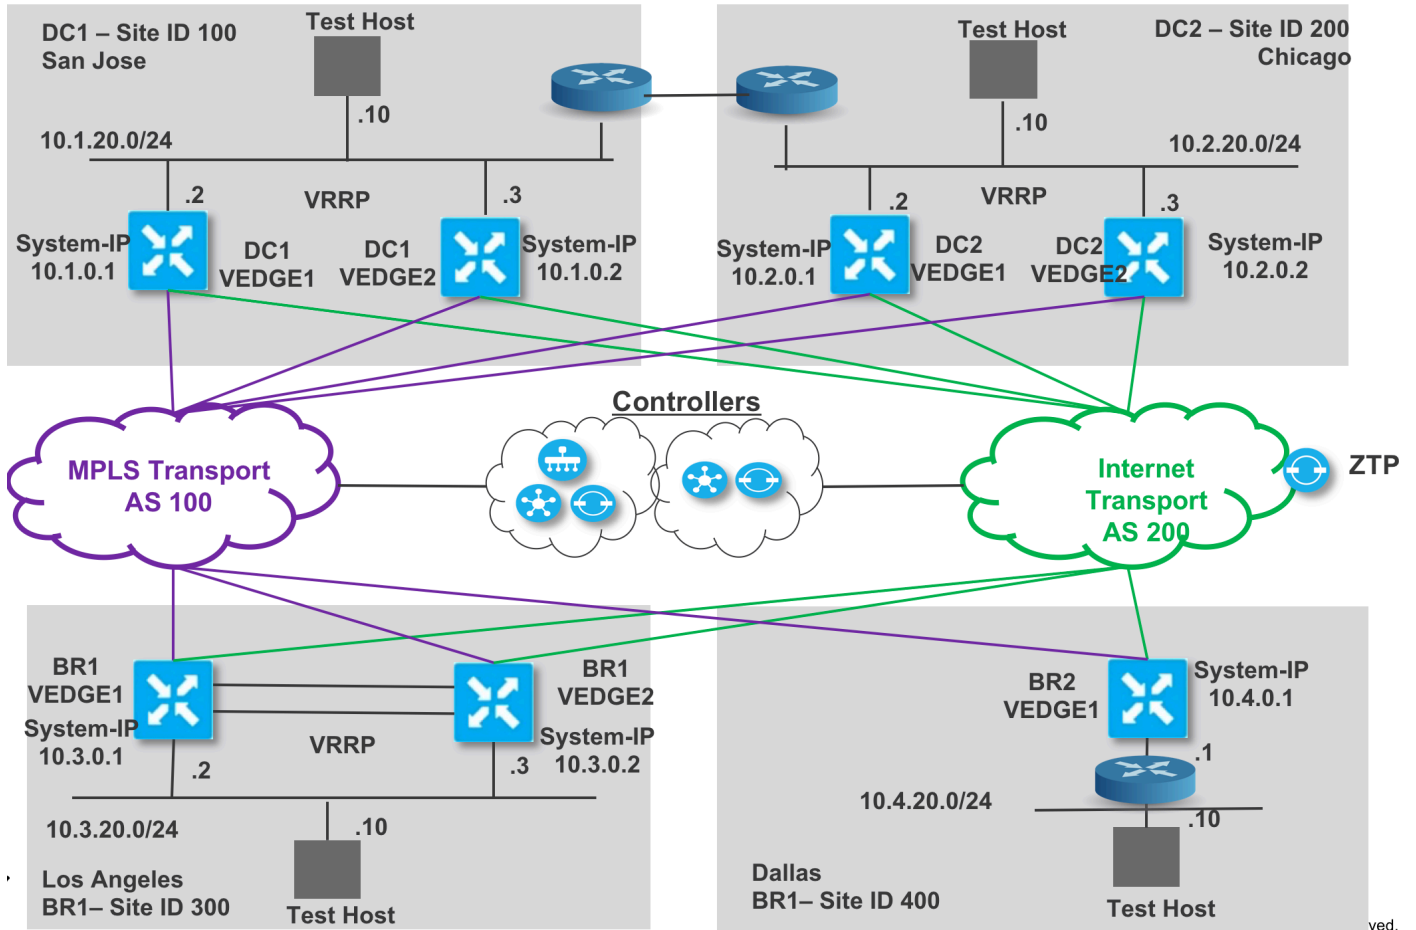 DC1 – Site ID 100
San Jose
Test Host
.10
10.1.20.0/24
.2
VRRP
.3
System-IP
10.1.0.1
DC1
VEDGE1
DC1
VEDGE2
System-IP
10.1.0.2
Test Host
DC2 – Site ID 200
Chicago
.10
10.2.20.0/24
.2
VRRP
.3
System-IP
10.2.0.1
DC2
VEDGE1
DC2
VEDGE2
System-IP
10.2.0.2
Controllers
MPLS Transport
AS 100
Internet
Transport
AS 200
ZTP
BR1
VEDGE1
System-IP
10.3.0.1
VRRP
BR1
VEDGE2
System-IP
10.3.0.2
.2
.3
10.3.20.0/24
.10
Los Angeles
BR1– Site ID 300
Test Host
BR2
VEDGE1
System-IP
10.4.0.1
.1
10.4.20.0/24
.10
Dallas
BR1– Site ID 400
Test Host
ved.